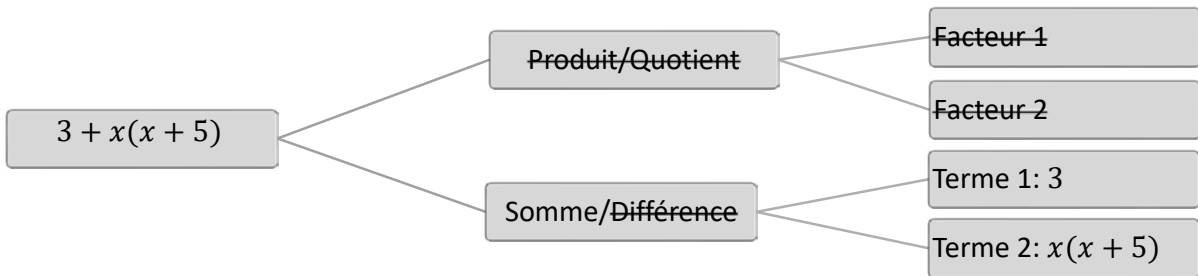 3 + x(x + 5)
Produit/Quotient
Facteur 1
Facteur 2
Somme/Différence
Terme 1: 3
Terme 2: x(x + 5)